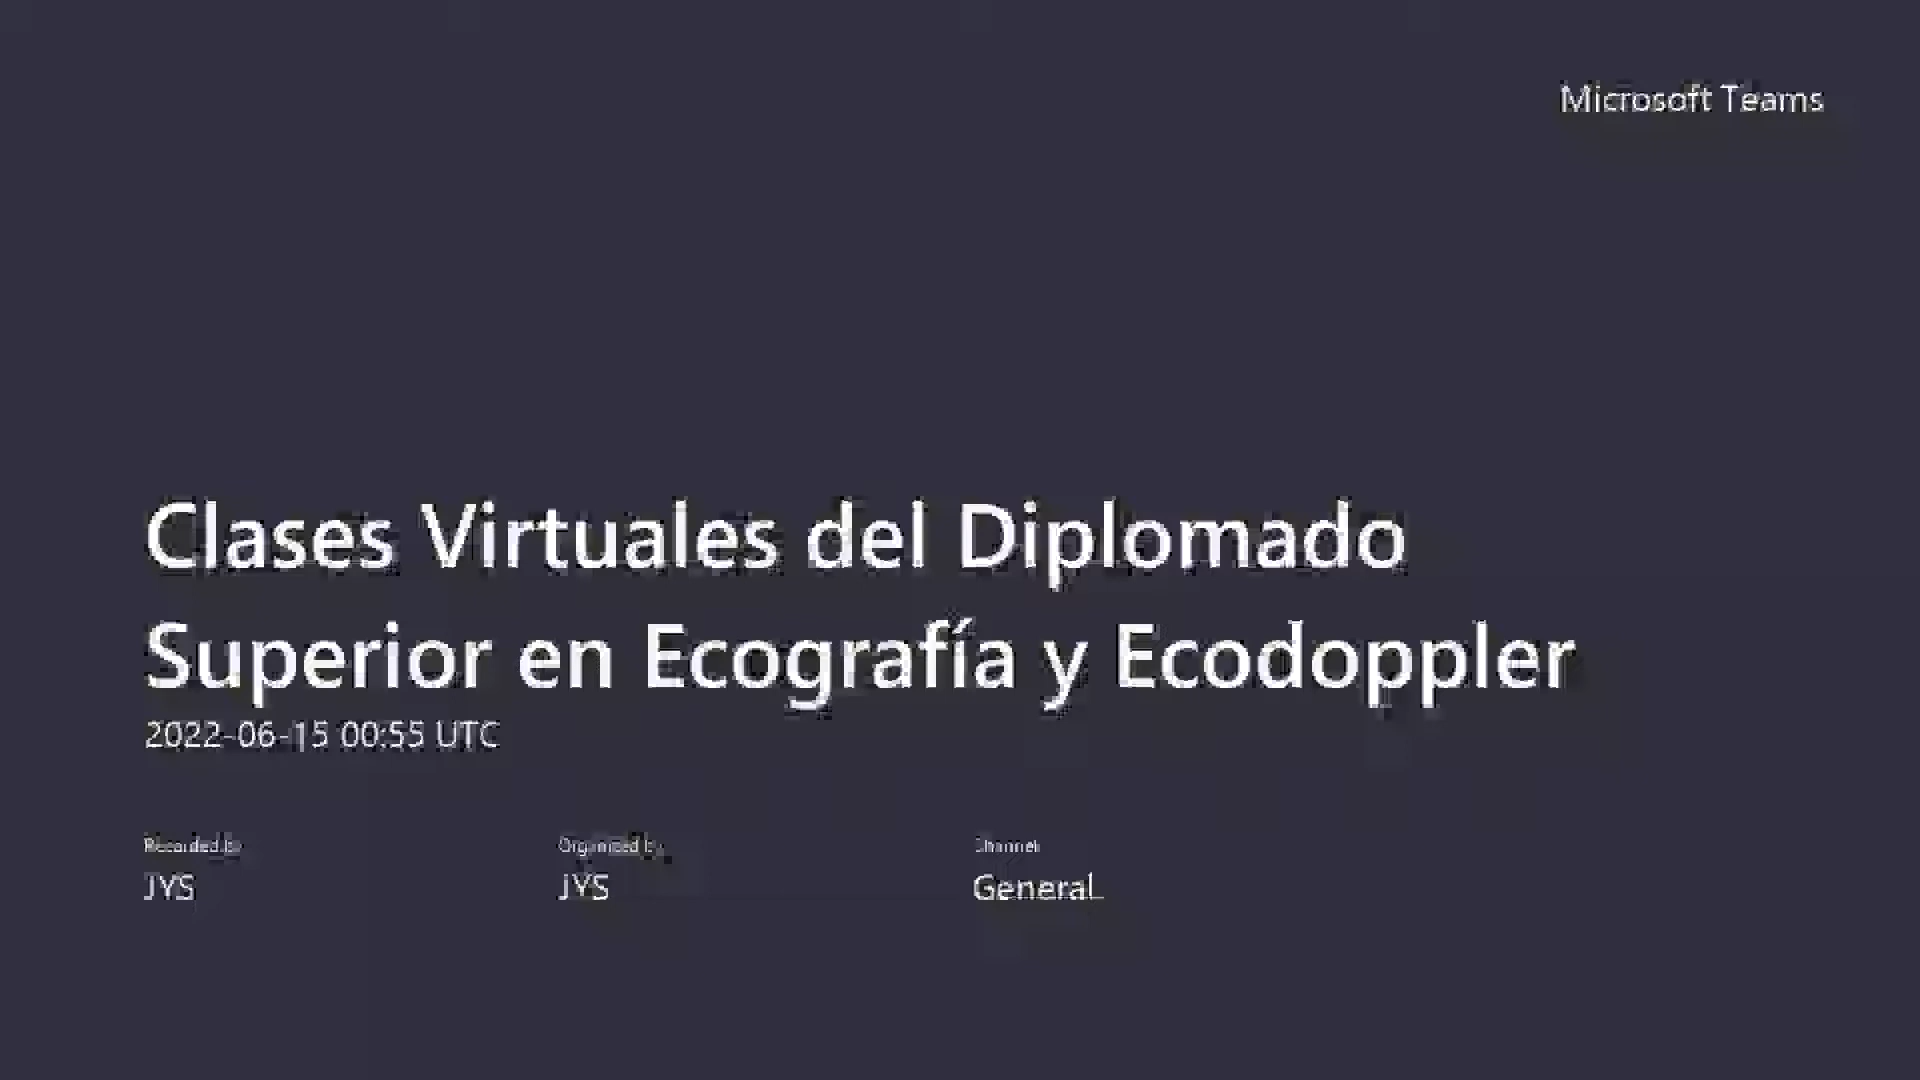 Microsoft Teams
Clases Virtuales del Diplomado
Superior en Ecografía y Ecodoppler
2022-06-15 00:55 UTC
Recorded by
Organized by
Channel
JYS
JYS
General